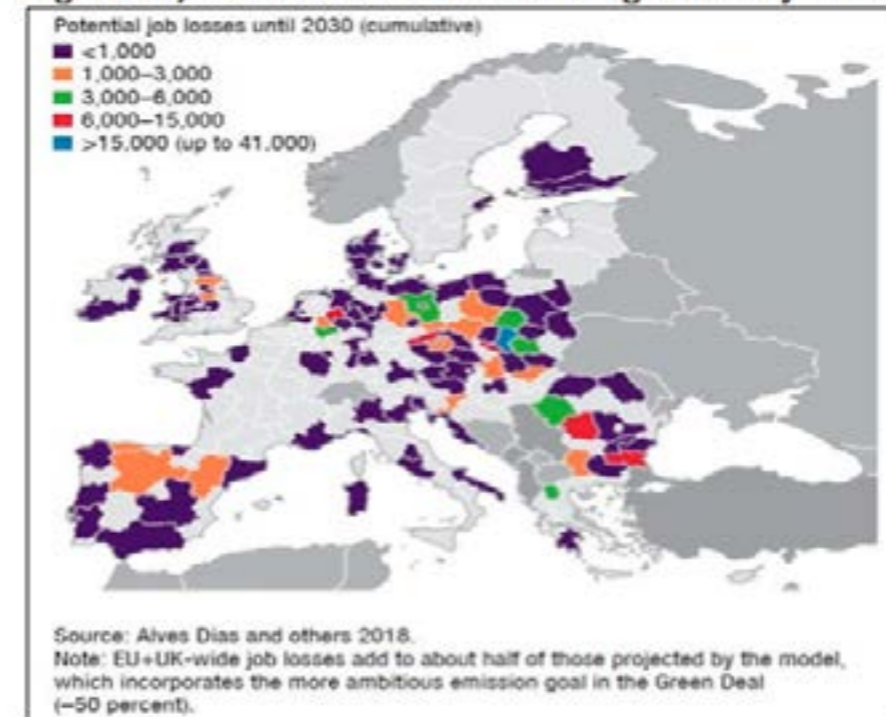 Potential job losses until 2030 (cumulative)
<1,000
1,000–3,000
3,000–6,000
6,000–15,000
>15,000 (up to 41,000)
Source: Alves Dias and others 2018.
Note: EU+UK-wide job losses add to about half of those projected by the model,
which incorporates the more ambitious emission goal in the Green Deal
(–50 percent).